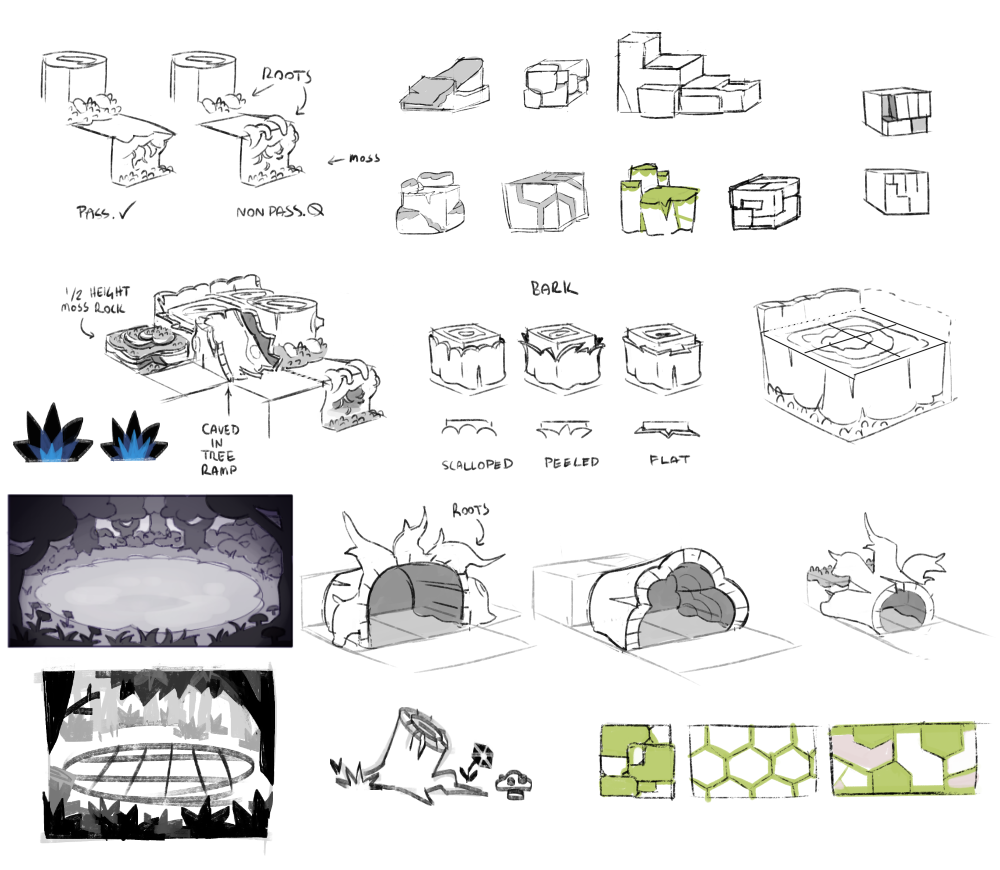 ROOTS
← MOSS
PASS. ✓
NON PASS.
1/2 HEIGHT
MOSS ROCK
BARK
CAVED
IN
TREE
RAMP
SCALLOPED
PEELED
FLAT
ROOTS